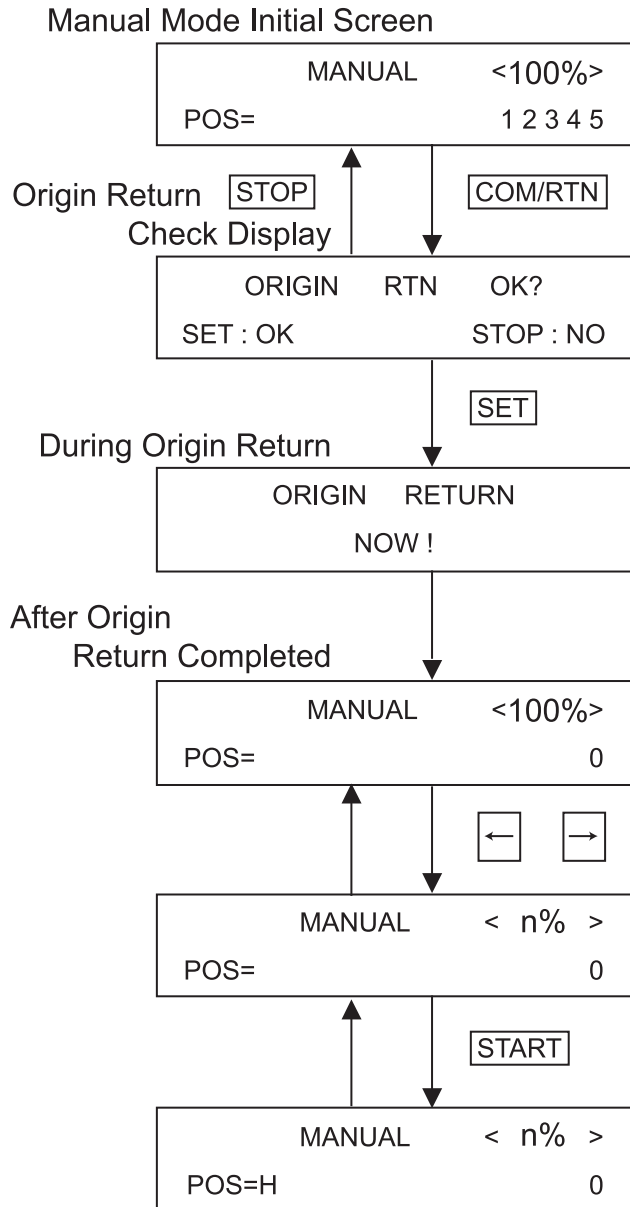 Manual Mode Initial Screen
MANUAL <100%>
POS= 1 2 3 4 5
Origin Return STOP COM/RTN
Check Display
ORIGIN RTN OK?
SET : OK STOP : NO
SET
During Origin Return
ORIGIN RETURN
NOW !
After Origin
Return Completed
MANUAL <100%>
POS= 0
← →
MANUAL < n% >
POS= 0
START
MANUAL < n% >
POS=H 0